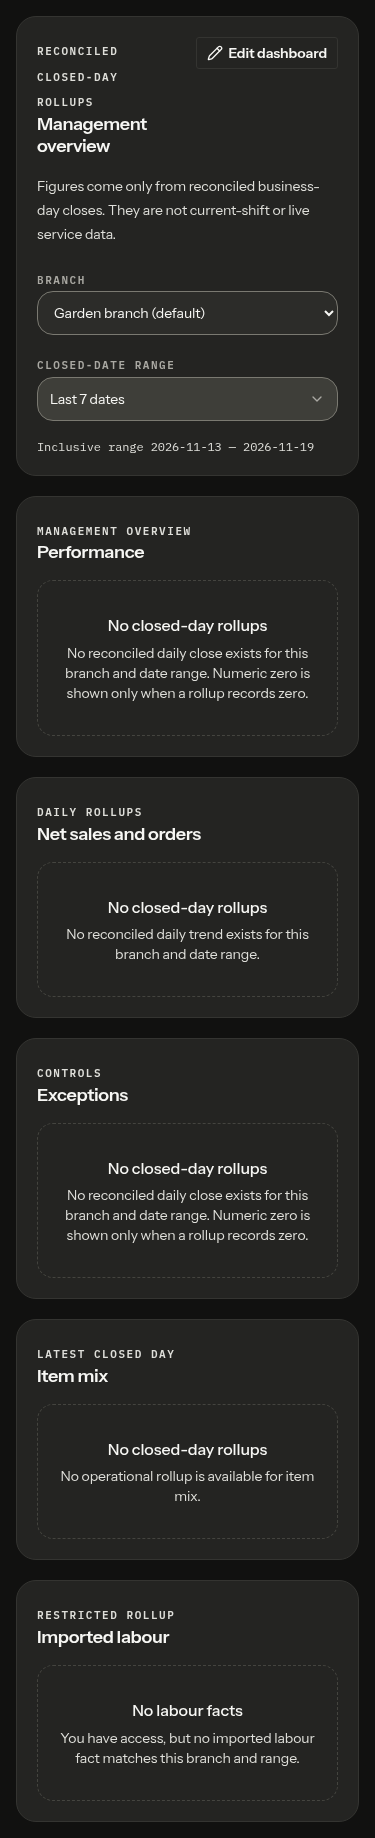 RECONCILED
CLOSED-DAY
ROLLUPS
Edit dashboard
Management
overview
Figures come only from reconciled business-
day closes. They are not current-shift or live
service data.
BRANCH
Garden branch (default)
CLOSED-DATE RANGE
Last 7 dates
Inclusive range 2026-11-13 — 2026-11-19
MANAGEMENT OVERVIEW
Performance
No closed-day rollups
No reconciled daily close exists for this
branch and date range. Numeric zero is
shown only when a rollup records zero.
DAILY ROLLUPS
Net sales and orders
No closed-day rollups
No reconciled daily trend exists for this
branch and date range.
CONTROLS
Exceptions
No closed-day rollups
No reconciled daily close exists for this
branch and date range. Numeric zero is
shown only when a rollup records zero.
LATEST CLOSED DAY
Item mix
No closed-day rollups
No operational rollup is available for item
mix.
RESTRICTED ROLLUP
Imported labour
No labour facts
You have access, but no imported labour
fact matches this branch and range.